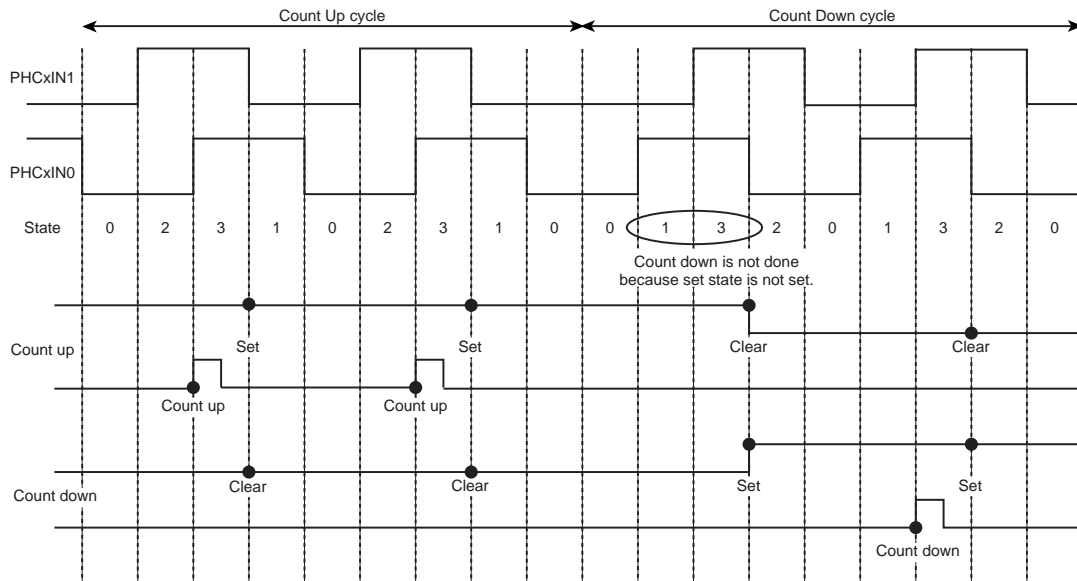 Count Up cycle Count Down cycle
PHCxIN1
PHCxIN0
State 0 2 3 1 0 2 3 1 0 0 1 3 2 0 1 3 2 0
Count down is not done
because set state is not set.
Count up Set Set Clear Clear
Count up Count up
Count down Clear Clear Set Set
Count down